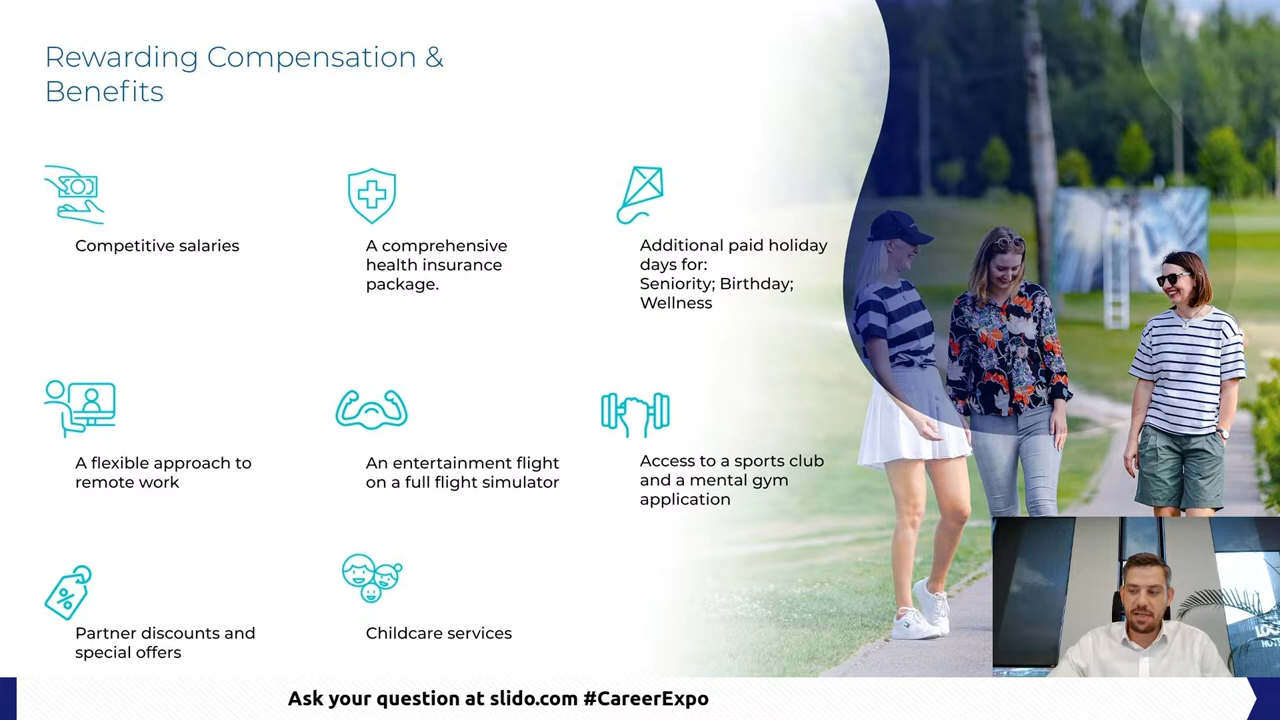 Rewarding Compensation &
Benefits
Competitive salaries
A comprehensive
health insurance
package.
Additional paid holiday
days for:
Seniority; Birthday;
Wellness
A flexible approach to
remote work
An entertainment flight
on a full flight simulator
Access to a sports club
and a mental gym
application
Partner discounts and
special offers
Childcare services
Ask your question at slido.com #CareerExpo